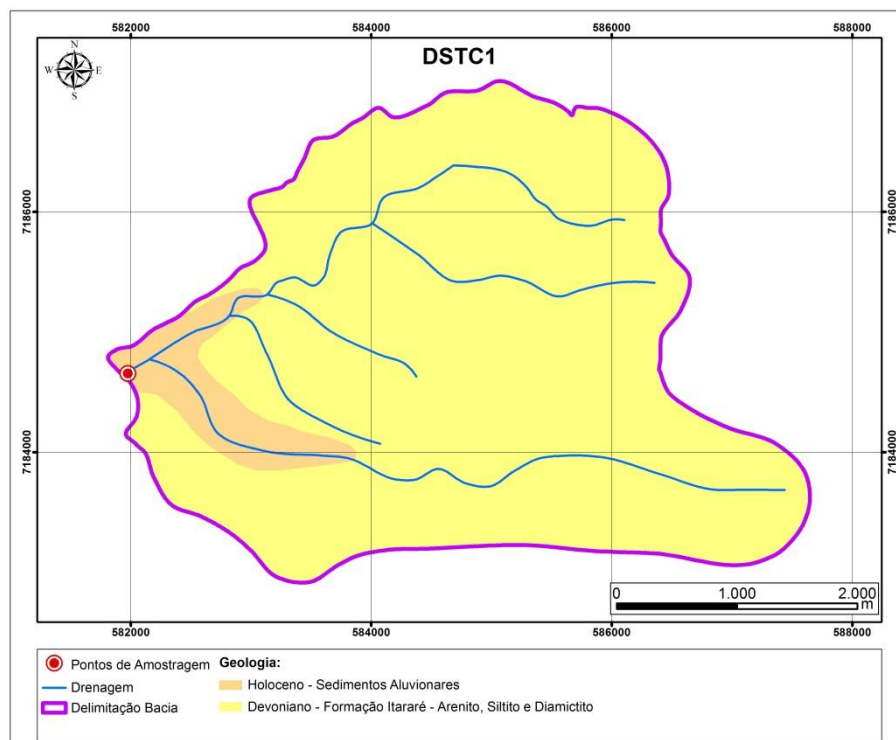 582000 584000 586000 588000
DSTC1
N
W E
S
7186000 7186000
7184000 7184000
0 1.000 2.000
m
582000 584000 586000 588000
Pontos de Amostragem
Drenagem
Delimitação Bacia
Geologia:
Holoceno - Sedimentos Aluvionares
Devoniano - Formação Itararé - Arenito, Siltito e Diamictito